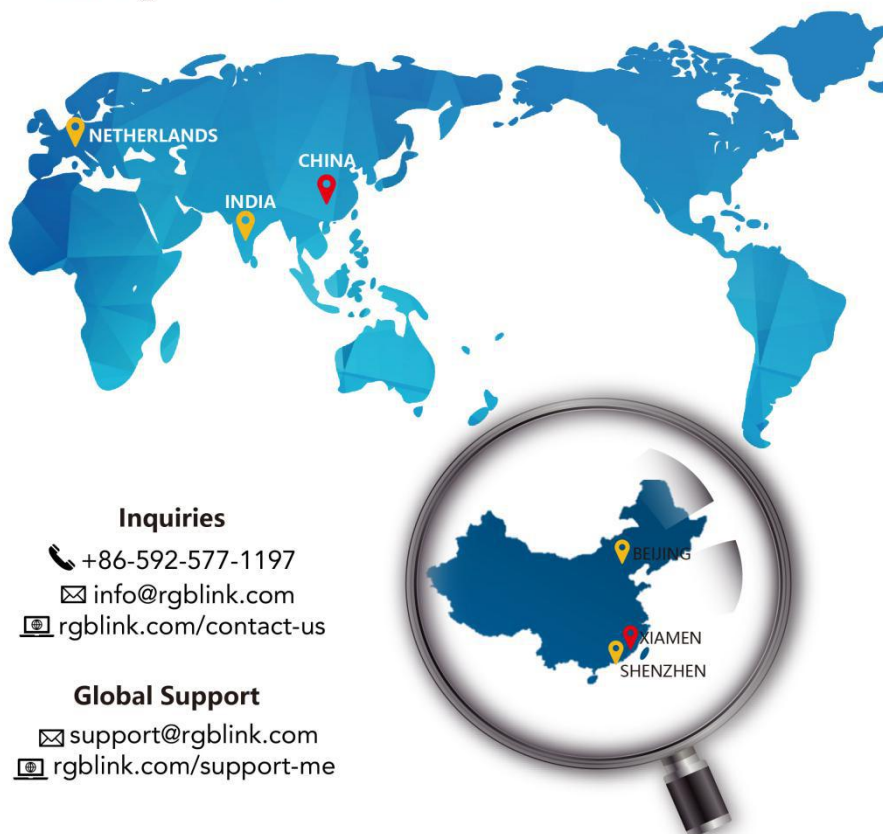 NETHERLANDS
CHINA
INDIA
Inquiries
+86-592-577-1197
info@rgblink.com
rgblink.com/contact-us
Global Support
support@rgblink.com
rgblink.com/support-me
BEIJING
XIAMEN
SHENZHEN